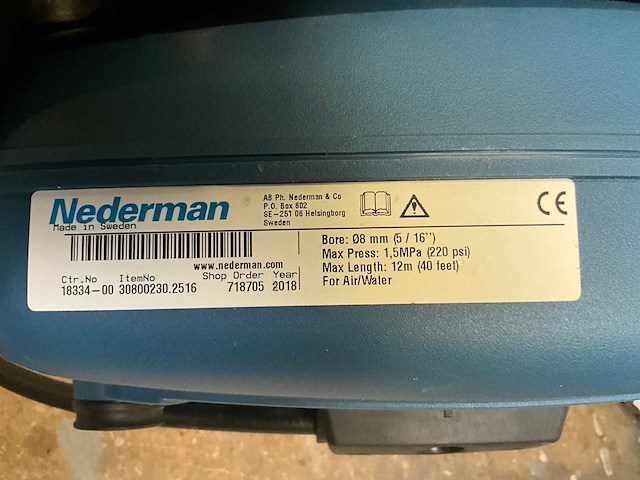 Nederman
Made in Sweden
AB Ph. Nederman & Co
P.O. Box 602
SE-251 06 Helsingborg
Sweden
CE
www.nederman.com
Ctr.No ItemNo Shop Order Year
18334-00 30800230.2516 718705 2018
Bore: Ø8 mm (5 / 16'')
Max Press: 1,5MPa (220 psi)
Max Length: 12m (40 feet)
For Air/Water